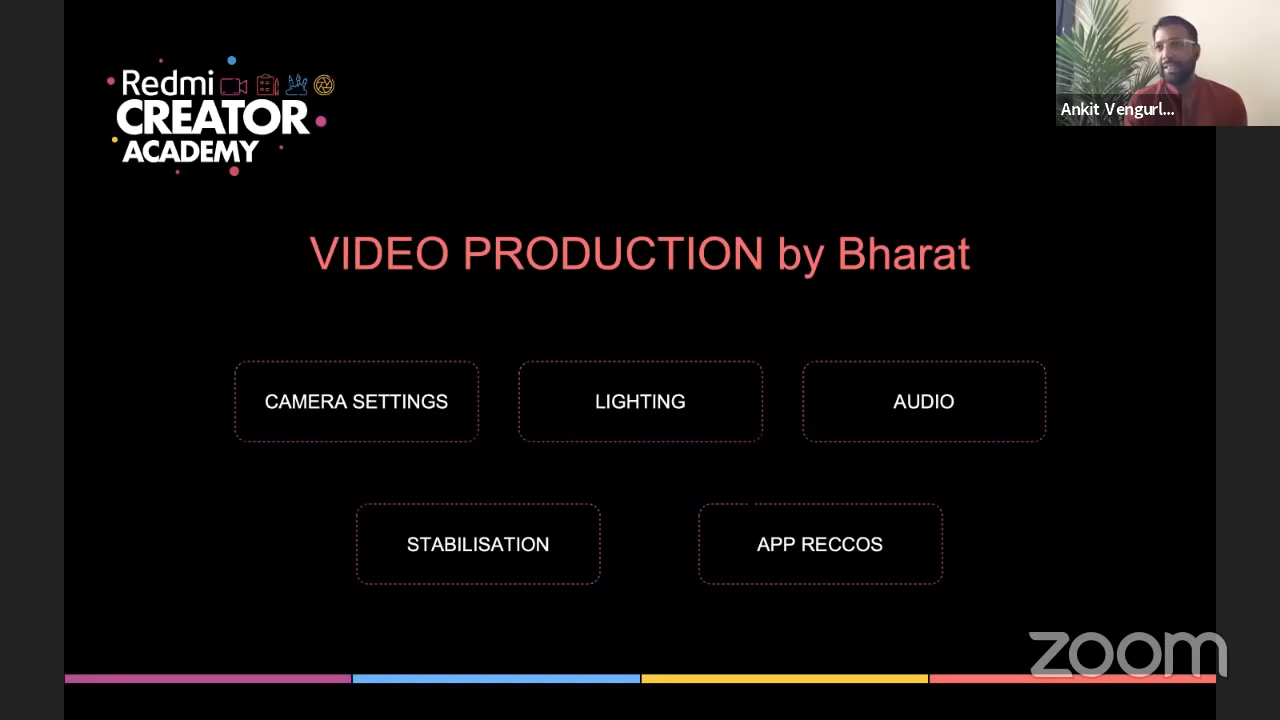 Redmi
CREATOR
ACADEMY
Ankit Vengurl...
VIDEO PRODUCTION by Bharat
CAMERA SETTINGS
LIGHTING
AUDIO
STABILISATION
APP RECCOS
zoom